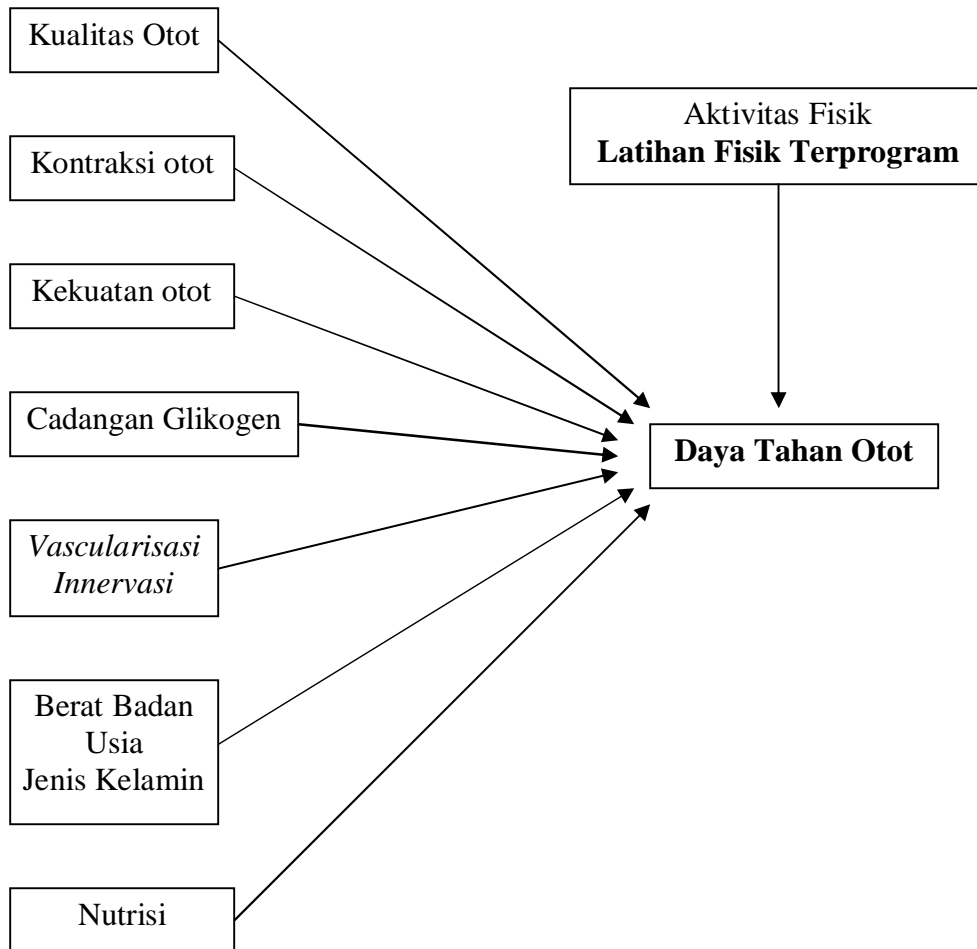 Kualitas Otot
Aktivitas Fisik
Latihan Fisik Terprogram
Kontraksi otot
Kekuatan otot
Cadangan Glikogen
Daya Tahan Otot
Vascularisasi
Innervasi
Berat Badan
Usia
Jenis Kelamin
Nutrisi